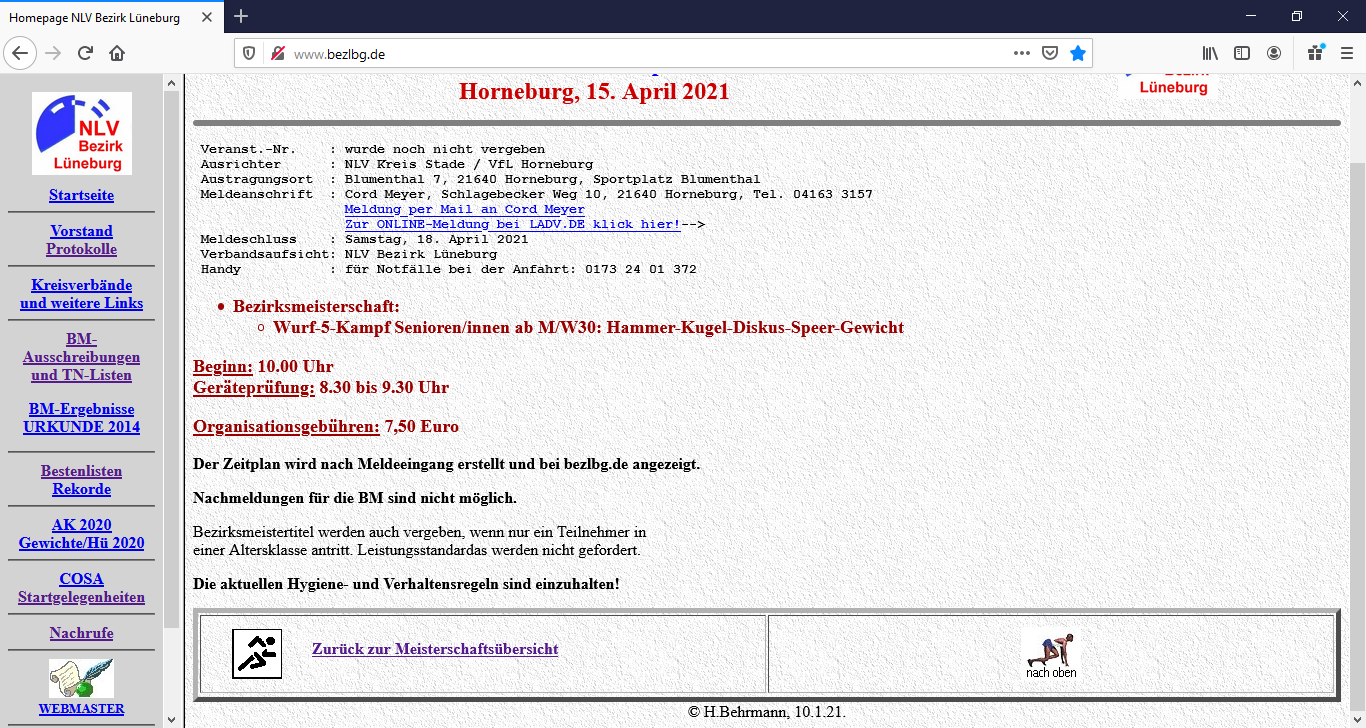 Homepage NLV Bezirk Lüneburg
www.bezlbg.de
NLV
Bezirk
Lüneburg
Startseite
Vorstand
Protokolle
Kreisverbände
und weitere Links
BM-
Ausschreibungen
und TN-Listen
BM-Ergebnisse
URKUNDE 2014
Bestenlisten
Rekorde
AK 2020
Gewichte/Hü 2020
COSA
Startgelegenheiten
Nachrufe
WEBMASTER
Horneburg, 15. April 2021
Lüneburg
Veranst.-Nr. : wurde noch nicht vergeben
Ausrichter : NLV Kreis Stade / VfL Horneburg
Austragungsort : Blumenthal 7, 21640 Horneburg, Sportplatz Blumenthal
Meldeanschrift : Cord Meyer, Schlagebecker Weg 10, 21640 Horneburg, Tel. 04163 3157
Meldung per Mail an Cord Meyer
Zur ONLINE-Meldung bei LADV.DE klick hier!-->
Meldeschluss : Samstag, 18. April 2021
Verbandsaufsicht: NLV Bezirk Lüneburg
Handy : für Notfälle bei der Anfahrt: 0173 24 01 372
Bezirksmeisterschaft:
Wurf-5-Kampf Senioren/innen ab M/W30: Hammer-Kugel-Diskus-Speer-Gewicht
Beginn: 10.00 Uhr
Geräteprüfung: 8.30 bis 9.30 Uhr
Organisationsgebühren: 7,50 Euro
Der Zeitplan wird nach Meldeeingang erstellt und bei bezlbg.de angezeigt.
Nachmeldungen für die BM sind nicht möglich.
Bezirksmeistertitel werden auch vergeben, wenn nur ein Teilnehmer in
einer Altersklasse antritt. Leistungsstandardas werden nicht gefordert.
Die aktuellen Hygiene- und Verhaltensregeln sind einzuhalten!
Zurück zur Meisterschaftsübersicht
nach oben
© H.Behrmann, 10.1.21.